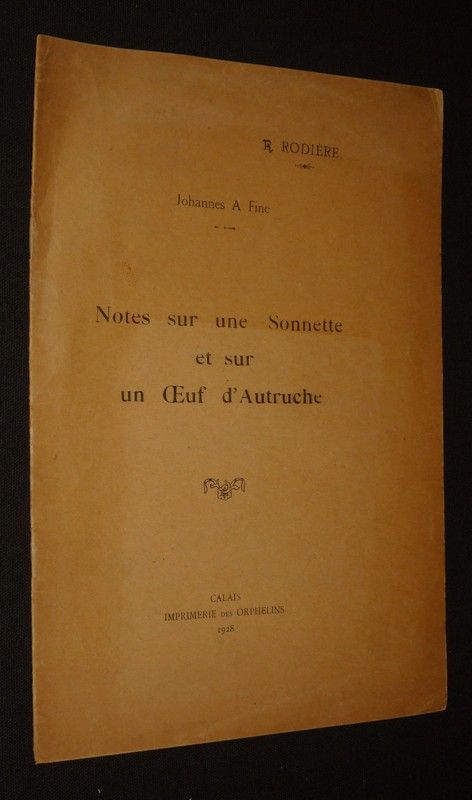 R. RODIÈRE.
Johannes A Fine
Notes sur une Sonnette
et sur
un Œuf d'Autruche
CALAIS
IMPRIMERIE DES ORPHELINS
1928